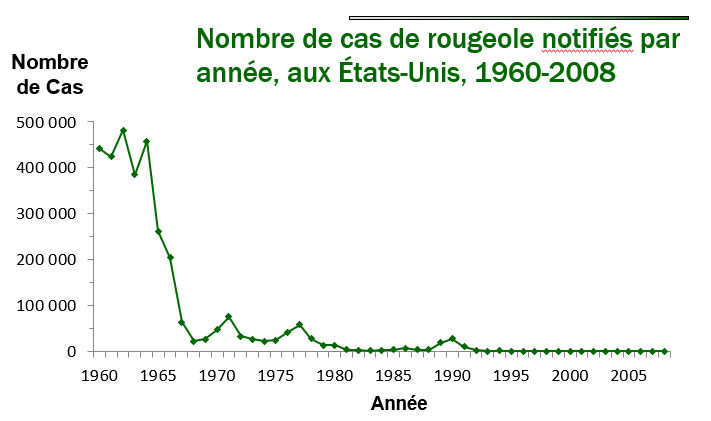 Nombre de cas de rougeole notifiés par
année, aux États-Unis, 1960-2008
Nombre
de Cas
500 000
400 000
300 000
200 000
100 000
0
1960 1965 1970 1975 1980 1985 1990 1995 2000 2005
Année